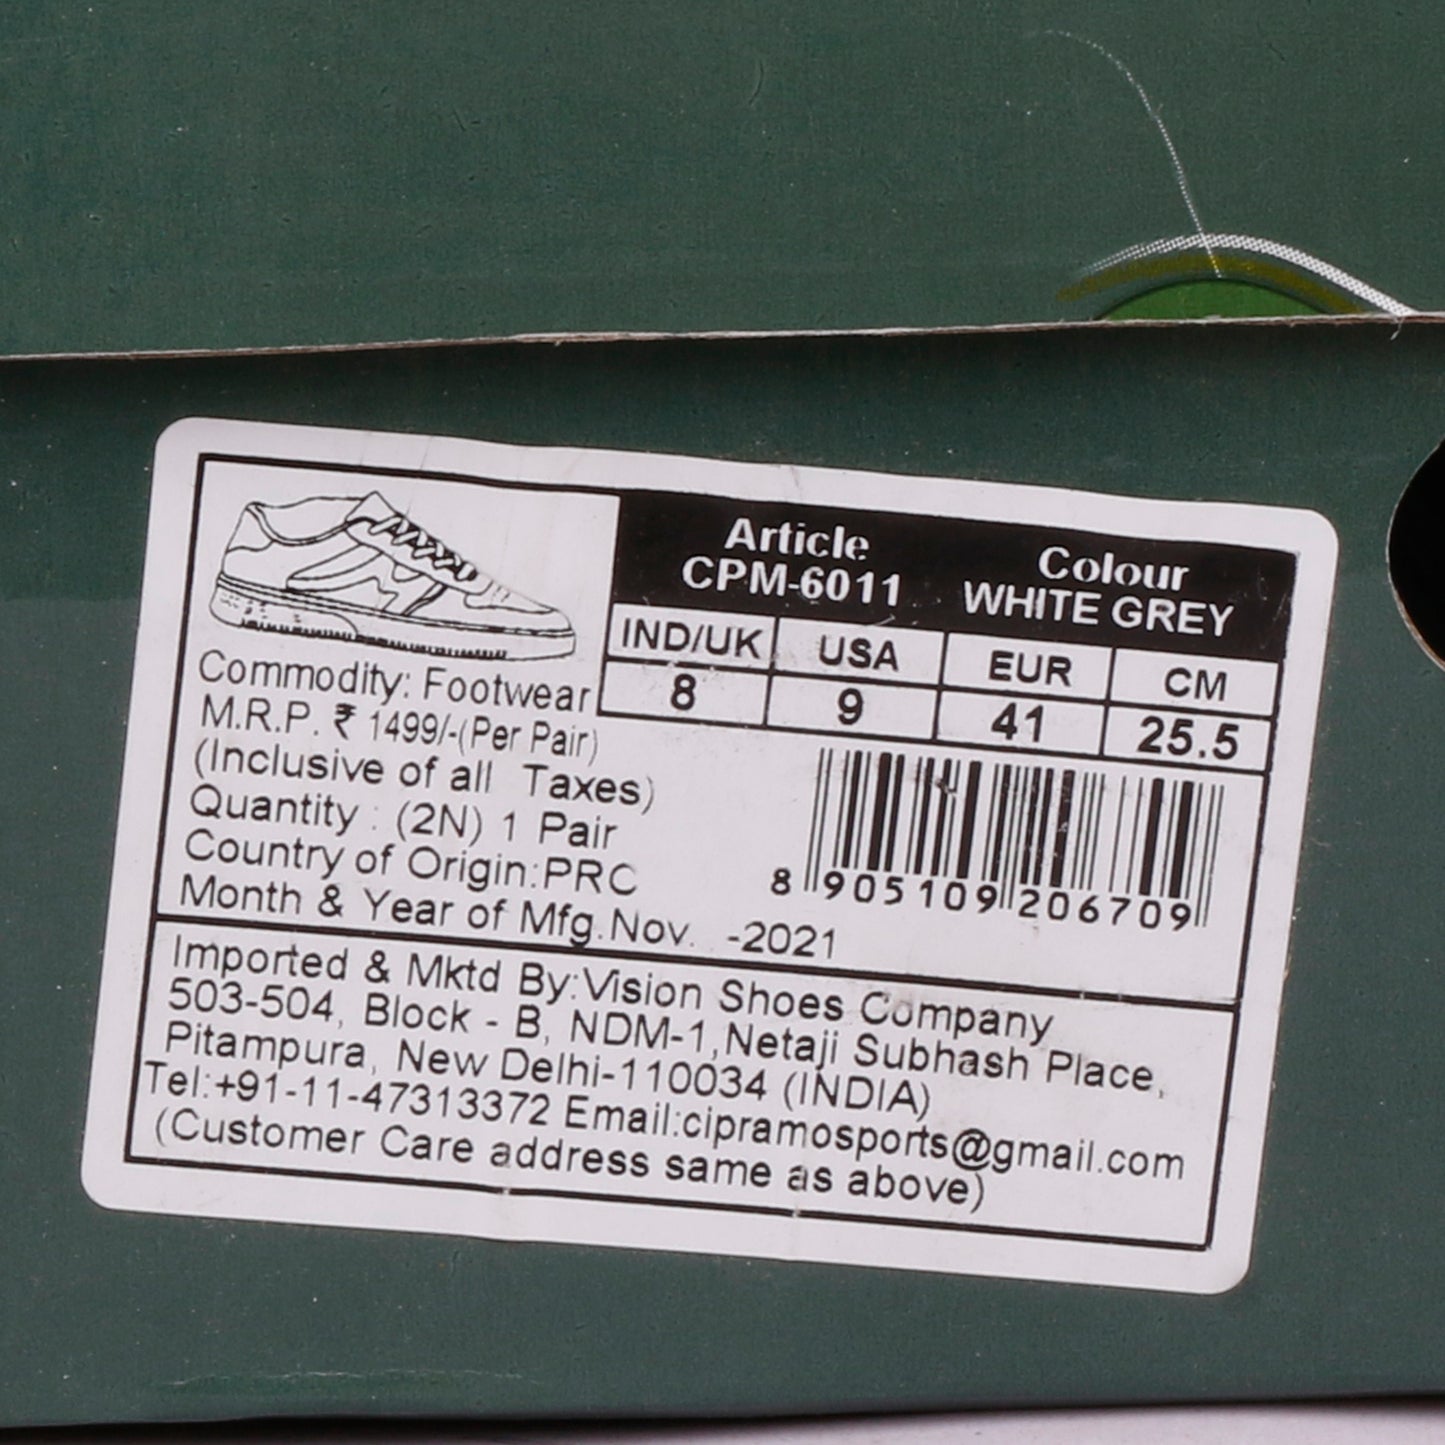 Article
CPM-6011
Colour
WHITE GREY
IND/UK USA EUR CM
8 9 41 25.5
Commodity: Footwear
M.R.P. ₹ 1499/-(Per Pair)
(Inclusive of all Taxes)
Quantity : (2N) 1 Pair
Country of Origin:PRC
Month & Year of Mfg.Nov. -2021
8 905109 206709
Imported & Mktd By:Vision Shoes Company
503-504, Block - B, NDM-1,Netaji Subhash Place,
Pitampura, New Delhi-110034 (INDIA)
Tel:+91-11-47313372 Email:cipramosports@gmail.com
(Customer Care address same as above)